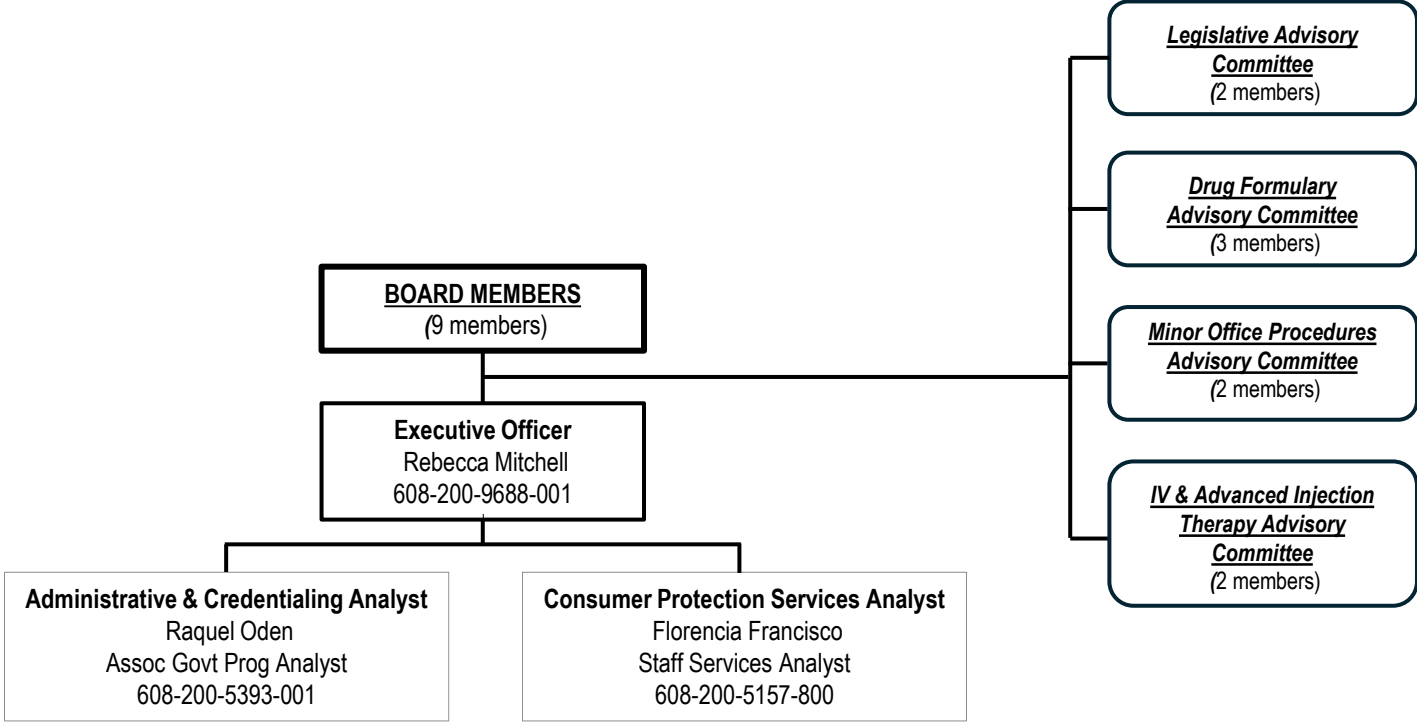 Legislative Advisory
Committee
(2 members)
Drug Formulary
Advisory Committee
(3 members)
BOARD MEMBERS
(9 members)
Minor Office Procedures
Advisory Committee
(2 members)
Executive Officer
Rebecca Mitchell
608-200-9688-001
IV & Advanced Injection
Therapy Advisory
Committee
(2 members)
Administrative & Credentialing Analyst
Raquel Oden
Assoc Govt Prog Analyst
608-200-5393-001
Consumer Protection Services Analyst
Florencia Francisco
Staff Services Analyst
608-200-5157-800